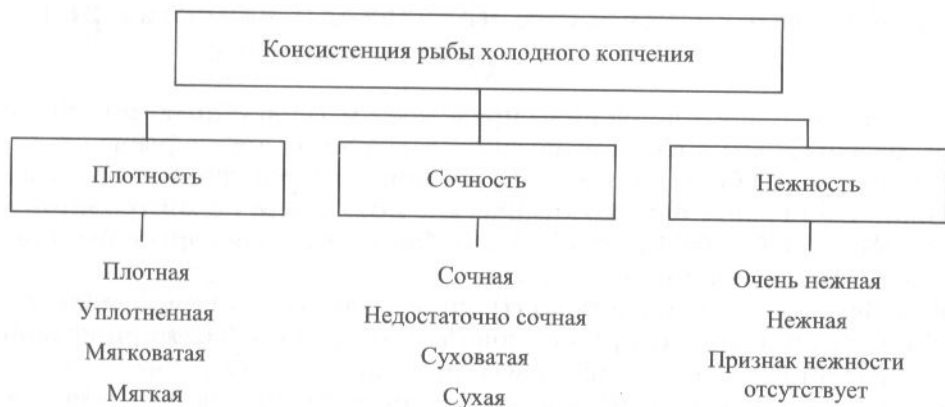 Консистенция рыбы холодного копчения
Плотность
Сочность
Нежность
Плотная
Уплотненная
Мягковатая
Мягкая
Сочная
Недостаточно сочная
Суховатая
Сухая
Очень нежная
Нежная
Признак нежности
отсутствует